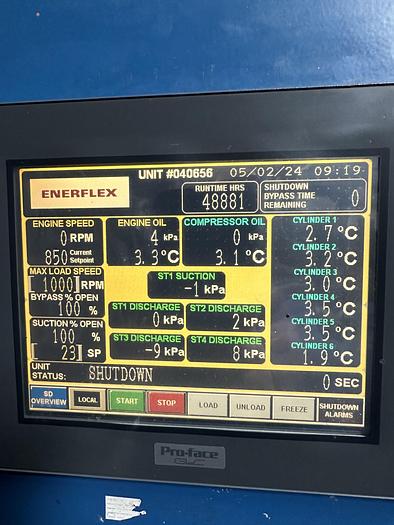 UNIT #040656 05/02/24 09:19
ENERFLEX
RUNTIME HRS
48881
SHUTDOWN
BYPASS TIME
REMAINING 0
ENGINE SPEED
0 RPM
850 Current Setpoint
ENGINE OIL
4 kPa
3.3 °C
COMPRESSOR OIL
0 kPa
3.1 °C
CYLINDER 1
2.7 °C
CYLINDER 2
3.2 °C
CYLINDER 3
3.0 °C
CYLINDER 4
3.5 °C
CYLINDER 5
3.5 °C
CYLINDER 6
1.9 °C
MAX LOAD SPEED
[ 1000] RPM
BYPASS % OPEN
100 %
SUCTION % OPEN
100 %
[ 23] SP
ST1 SUCTION
-1 kPa
ST1 DISCHARGE
0 kPa
ST2 DISCHARGE
2 kPa
ST3 DISCHARGE
-9 kPa
ST4 DISCHARGE
8 kPa
UNIT
STATUS: SHUTDOWN 0 SEC
SD
OVERVIEW
LOCAL
START
STOP
LOAD
UNLOAD
FREEZE
SHUTDOWN
ALARMS
Pro-face
GLC